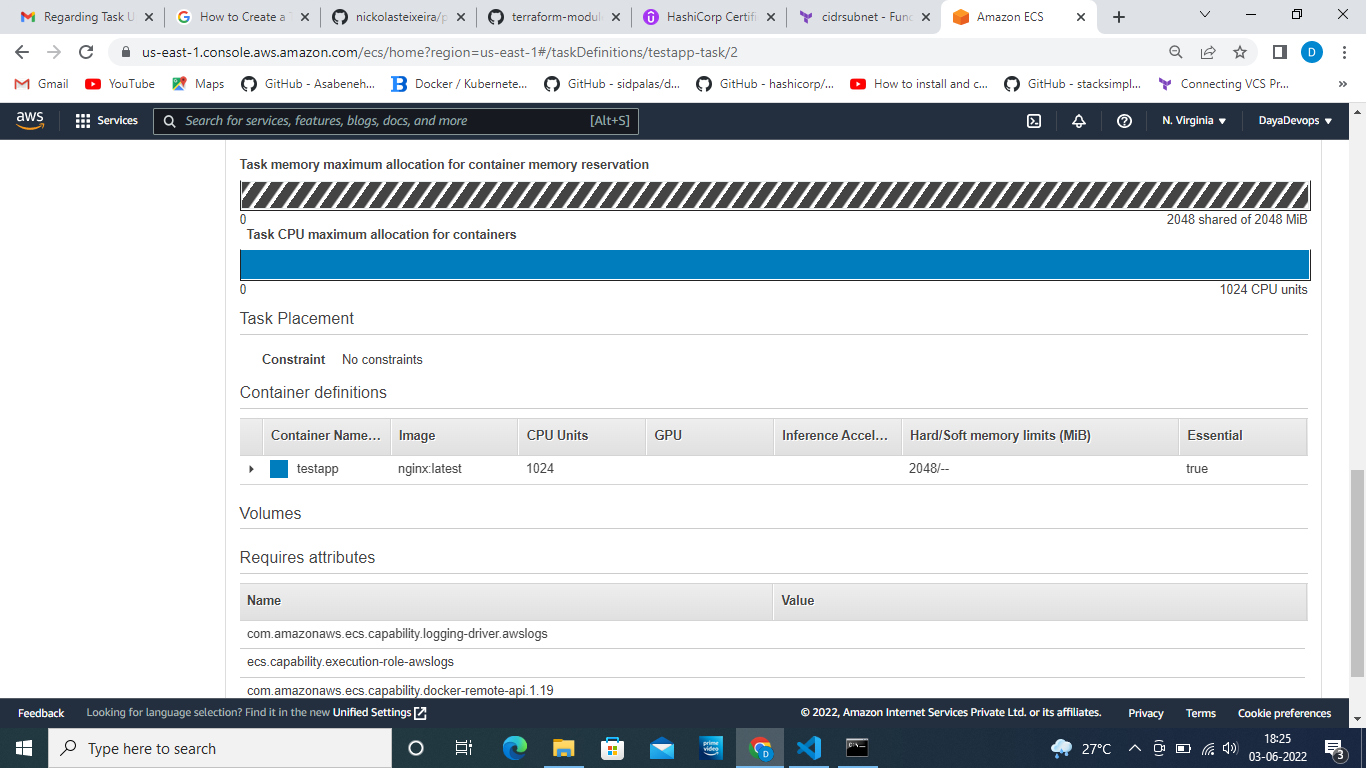 Regarding Task U
How to Create a
nickolasteixeira/p
terraform-modul
HashiCorp Certifi
cidrsubnet - Func
Amazon ECS
us-east-1.console.aws.amazon.com/ecs/home?region=us-east-1#/taskDefinitions/testapp-task/2
D
Gmail
YouTube
Maps
GitHub - Asabeneh...
Docker / Kubernete...
GitHub - sidpalas/d...
GitHub - hashicorp/...
How to install and c...
GitHub - stacksimpl...
Connecting VCS Pr...
»
aws
Services
Search for services, features, blogs, docs, and more [Alt+S]
N. Virginia
DayaDevops
Task memory maximum allocation for container memory reservation
0 2048 shared of 2048 MiB
Task CPU maximum allocation for containers
0 1024 CPU units
Task Placement
Constraint No constraints
Container definitions
Container Name... Image CPU Units GPU Inference Accel... Hard/Soft memory limits (MiB) Essential
testapp nginx:latest 1024 2048/-- true
Volumes
Requires attributes
Name Value
com.amazonaws.ecs.capability.logging-driver.awslogs
ecs.capability.execution-role-awslogs
com.amazonaws.ecs.capability.docker-remote-api.1.19
Feedback Looking for language selection? Find it in the new Unified Settings © 2022, Amazon Internet Services Private Ltd. or its affiliates. Privacy Terms Cookie preferences
Type here to search
prime video
D
27°C
18:25
03-06-2022
3